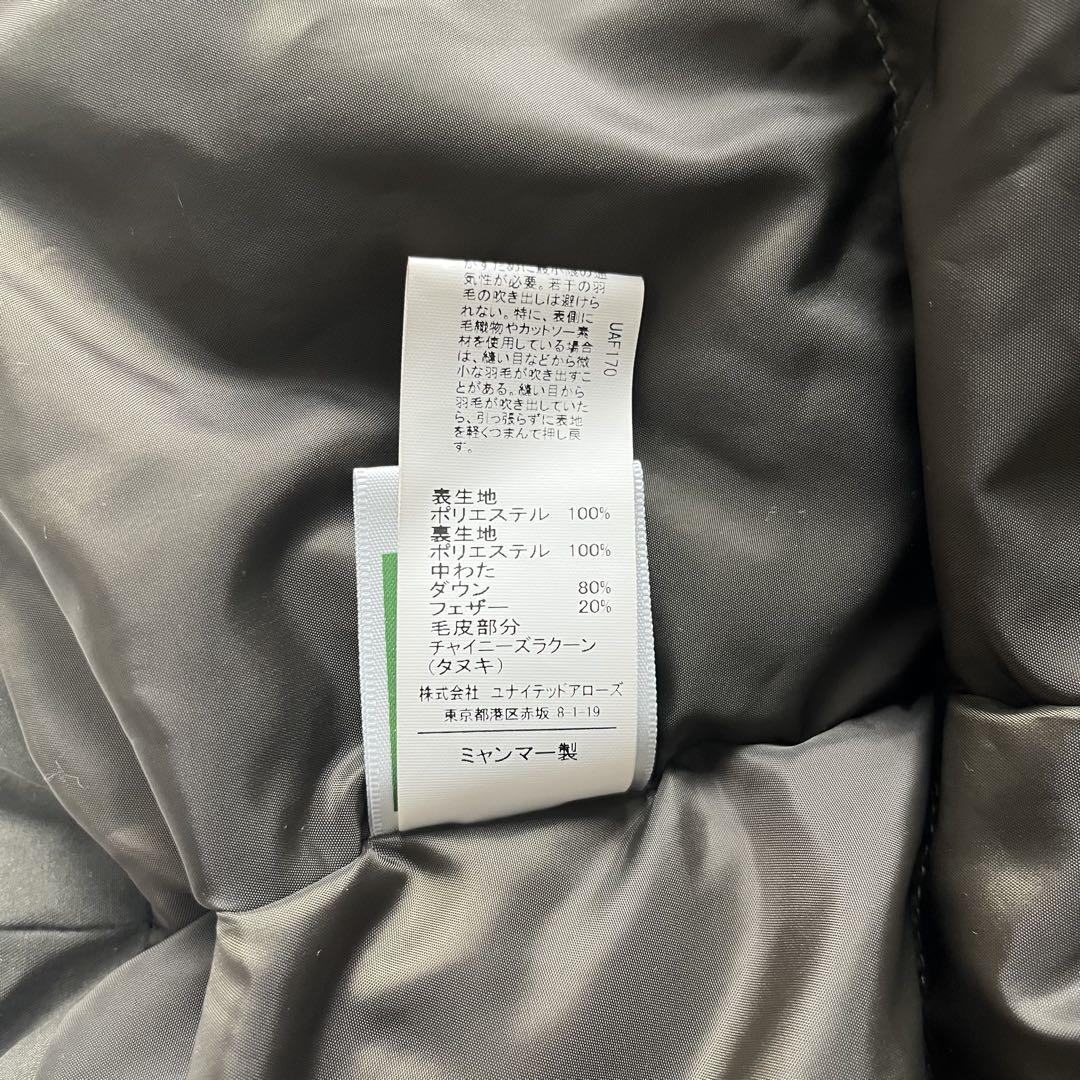 気性が必要。若干の羽
毛の吹き出しは避けら
れない。特に、表側に
毛織物やカットソー素
材を使用している場合
は、縫い目などから微
小な羽毛が吹き出すこ
とがある。縫い目から
羽毛が吹き出していた
ら、引っ張らずに表地
を軽くつまんで押し戻
す。
UAF170
表生地
ポリエステル 100%
裏生地
ポリエステル 100%
中わた
ダウン 80%
フェザー 20%
毛皮部分
チャイニーズラクーン
(タヌキ)
株式会社 ユナイテッドアローズ
東京都港区赤坂 8-1-19
ミャンマー製